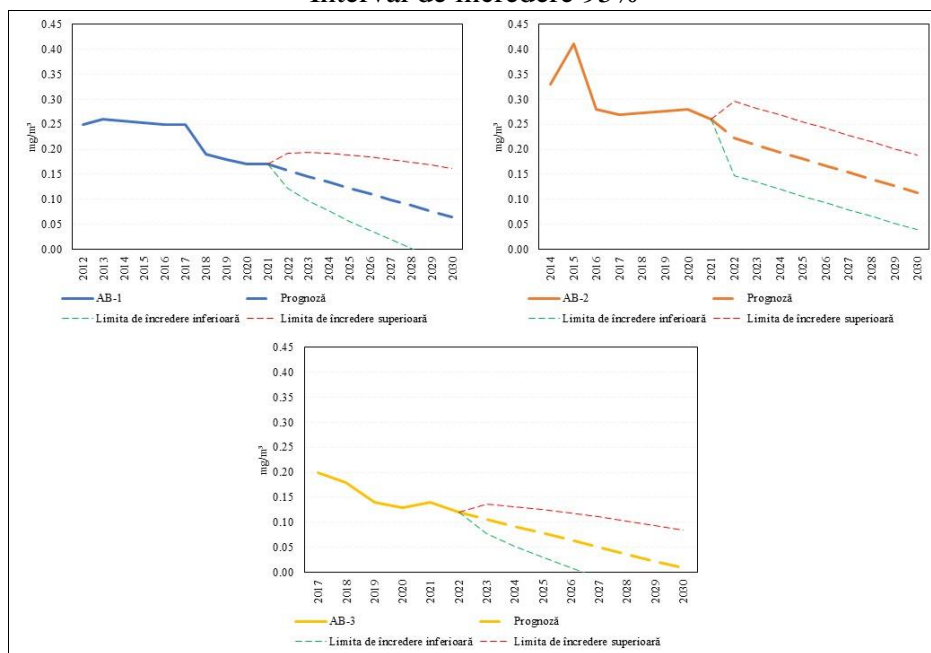 Interval de încredere 95%
0.45
0.40
0.35
0.30
0.25
0.20
0.15
0.10
0.05
0.00
mg/m³
2012 2013 2014 2015 2016 2017 2018 2019 2020 2021 2022 2023 2024 2025 2026 2027 2028 2029 2030
AB-1 Prognoză
Limita de încredere inferioară Limita de încredere superioară
0.45
0.40
0.35
0.30
0.25
0.20
0.15
0.10
0.05
0.00
mg/m³
2014 2015 2016 2017 2018 2019 2020 2021 2022 2023 2024 2025 2026 2027 2028 2029 2030
AB-2 Prognoză
Limita de încredere inferioară Limita de încredere superioară
0.45
0.40
0.35
0.30
0.25
0.20
0.15
0.10
0.05
0.00
mg/m³
2017 2018 2019 2020 2021 2022 2023 2024 2025 2026 2027 2028 2029 2030
AB-3 Prognoză
Limita de încredere inferioară Limita de încredere superioară